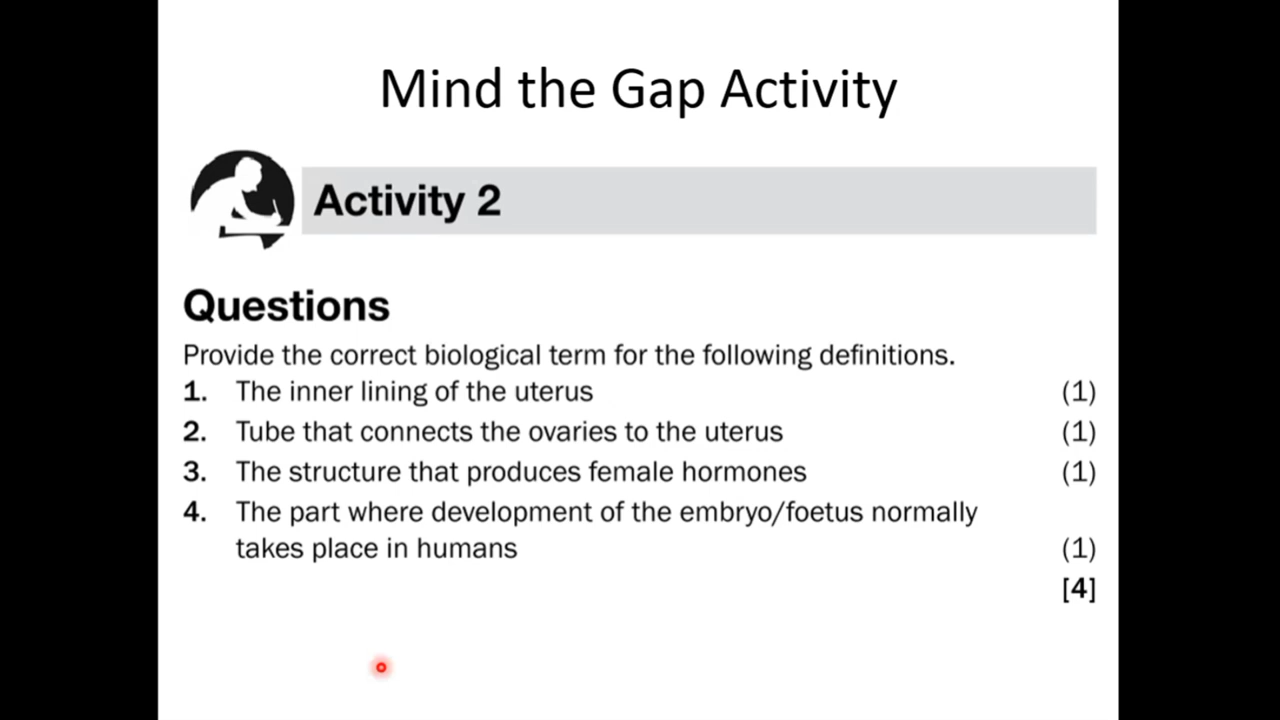 Mind the Gap Activity
Activity 2
Questions
Provide the correct biological term for the following definitions.
1. The inner lining of the uterus (1)
2. Tube that connects the ovaries to the uterus (1)
3. The structure that produces female hormones (1)
4. The part where development of the embryo/foetus normally
takes place in humans (1)
[4]